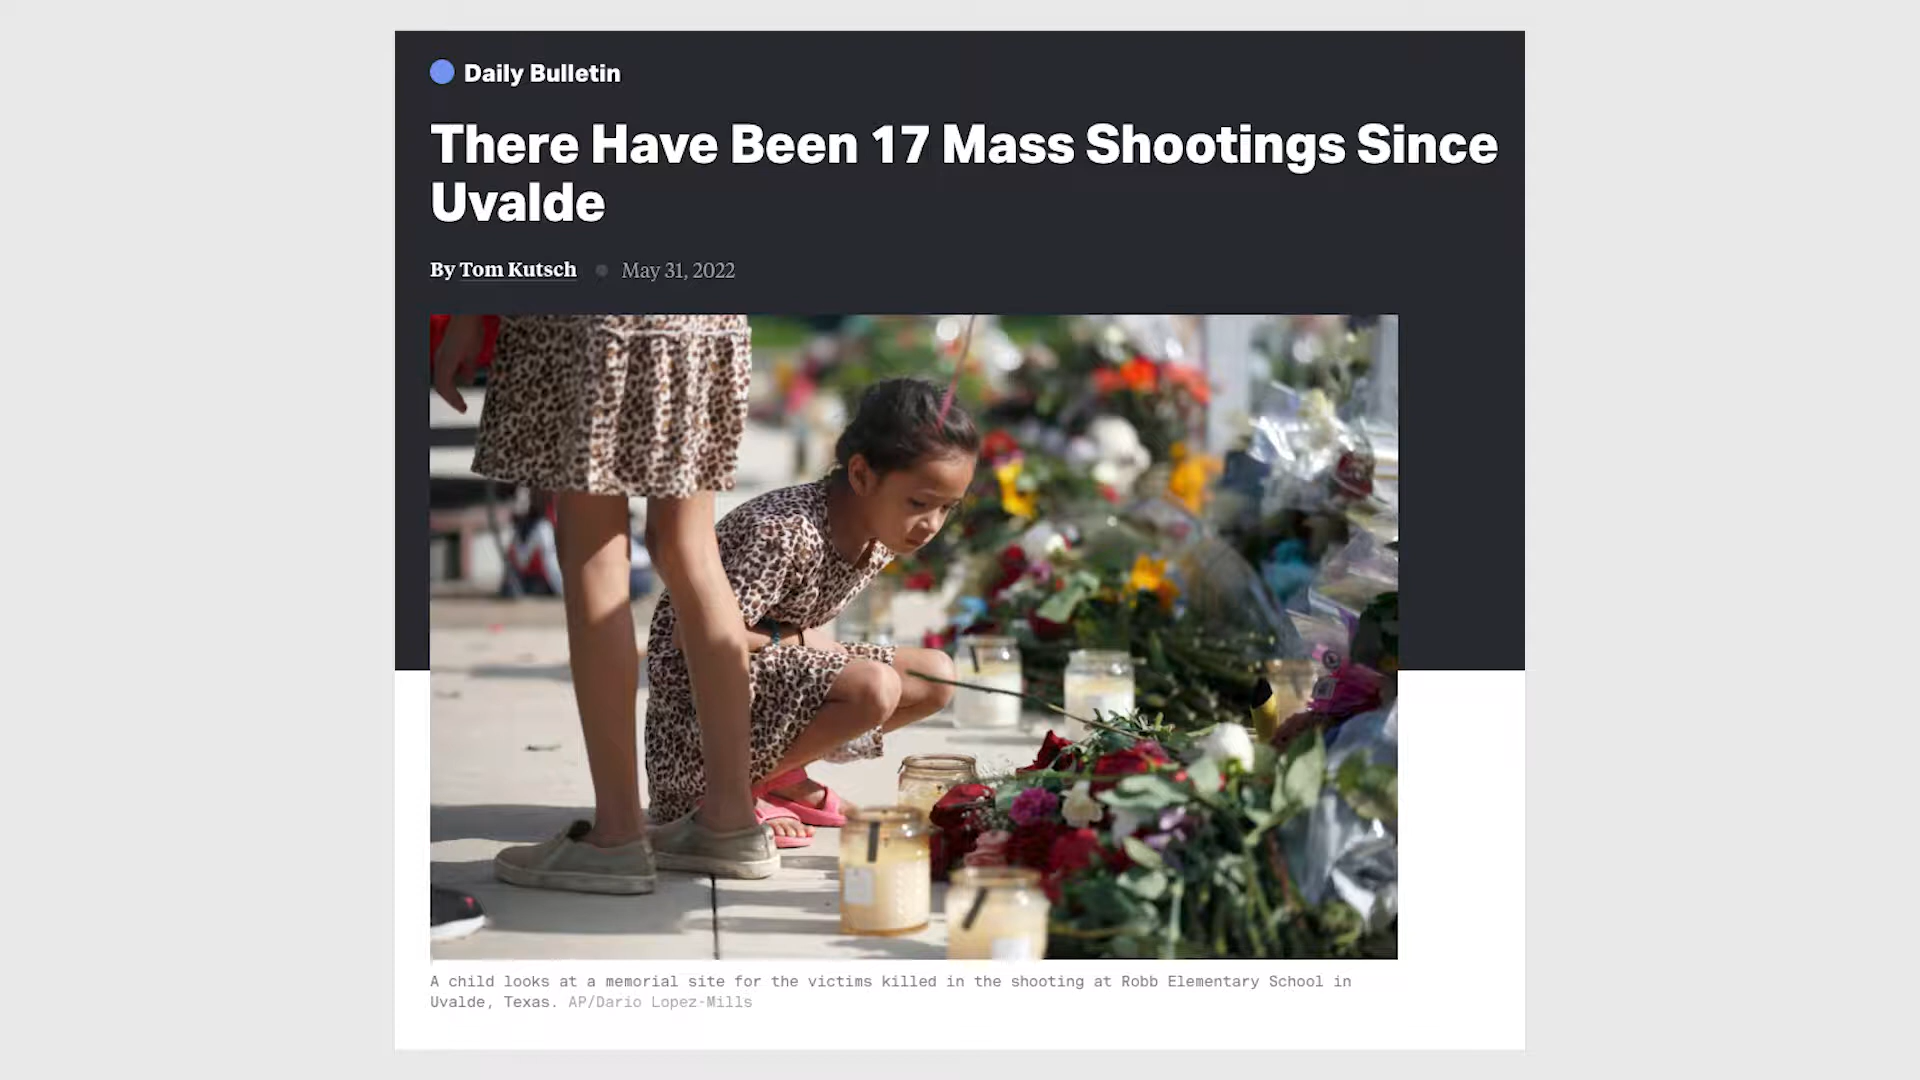 Daily Bulletin
There Have Been 17 Mass Shootings Since
Uvalde
By Tom Kutsch
May 31, 2022
A child looks at a memorial site for the victims killed in the shooting at Robb Elementary School in
Uvalde, Texas. AP/Dario Lopez-Mills